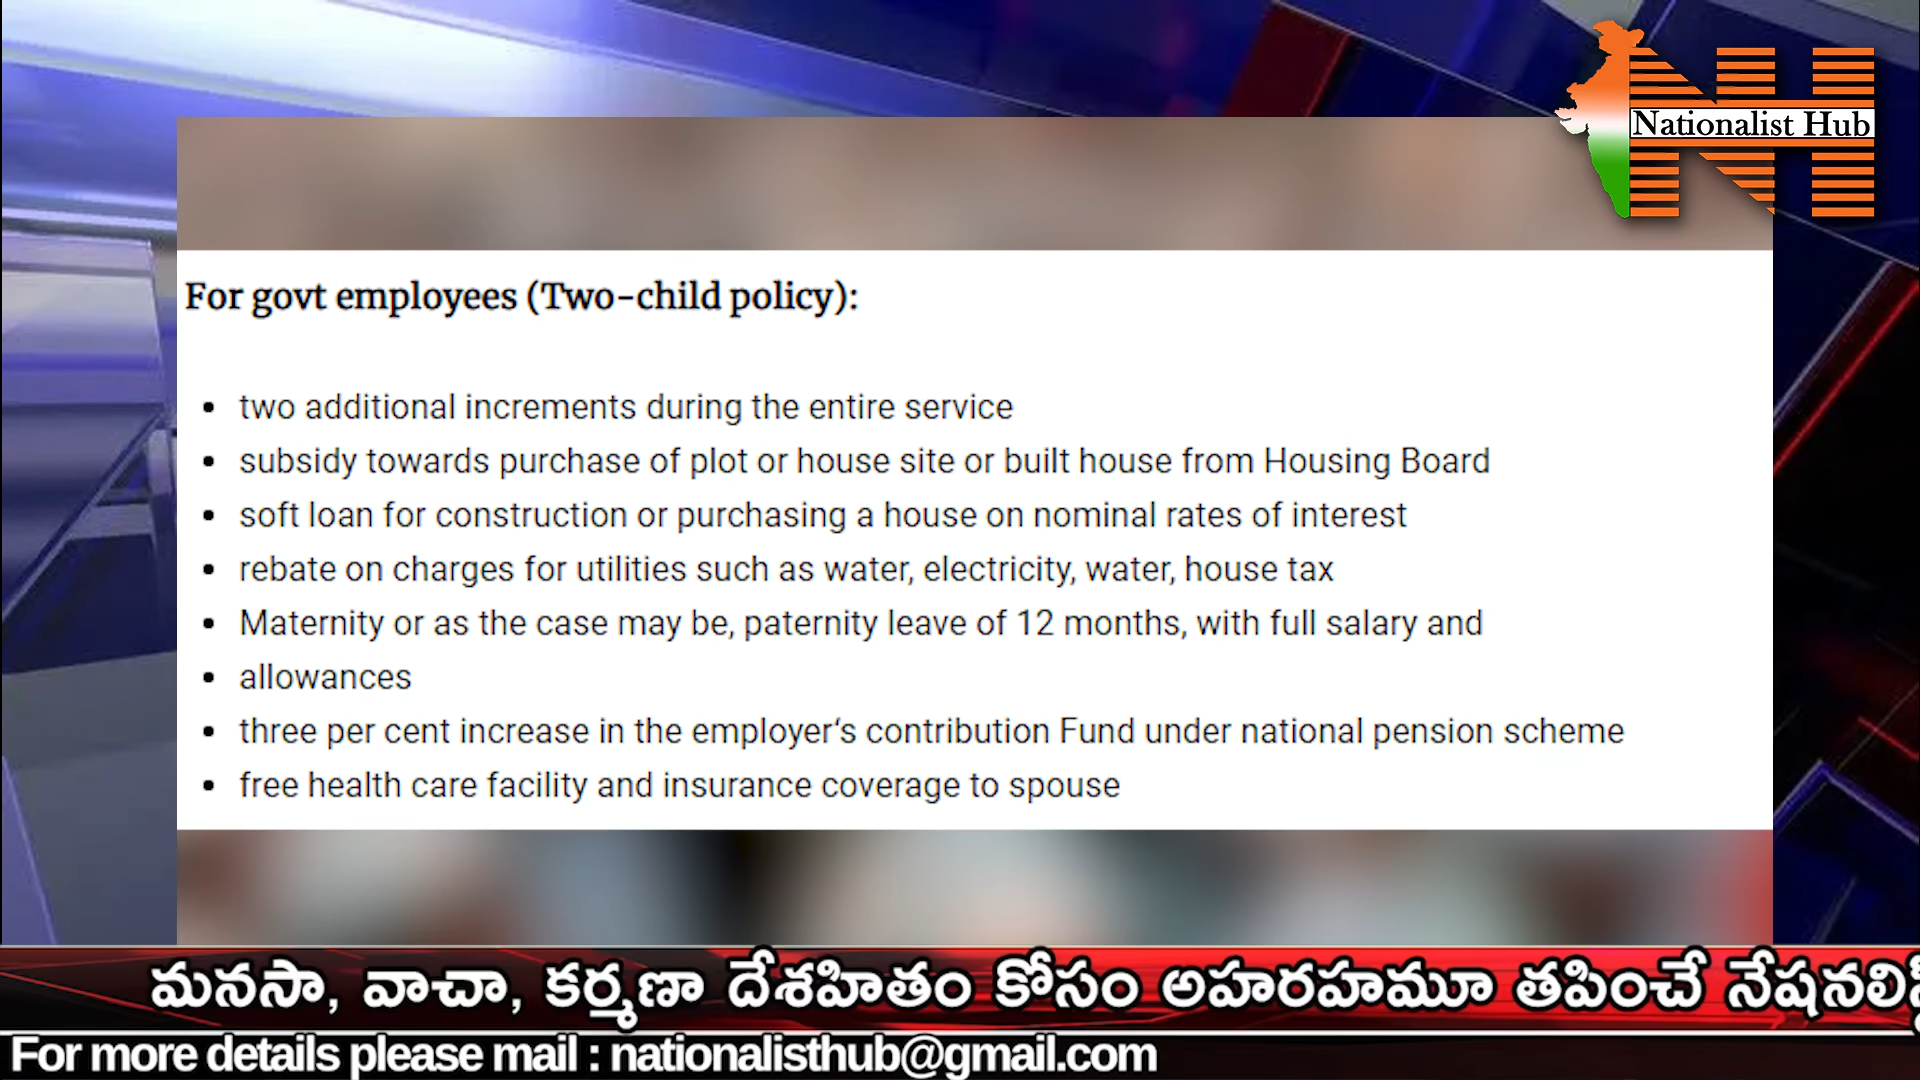 Nationalist Hub
For govt employees (Two-child policy):
• two additional increments during the entire service
• subsidy towards purchase of plot or house site or built house from Housing Board
• soft loan for construction or purchasing a house on nominal rates of interest
• rebate on charges for utilities such as water, electricity, water, house tax
• Maternity or as the case may be, paternity leave of 12 months, with full salary and
• allowances
• three per cent increase in the employer‘s contribution Fund under national pension scheme
• free health care facility and insurance coverage to spouse
మనసా, వాచా, కర్మణా దేశహితం కోసం అహరహమూ తపించే
For more details please mail : nationalisthub@gmail.com